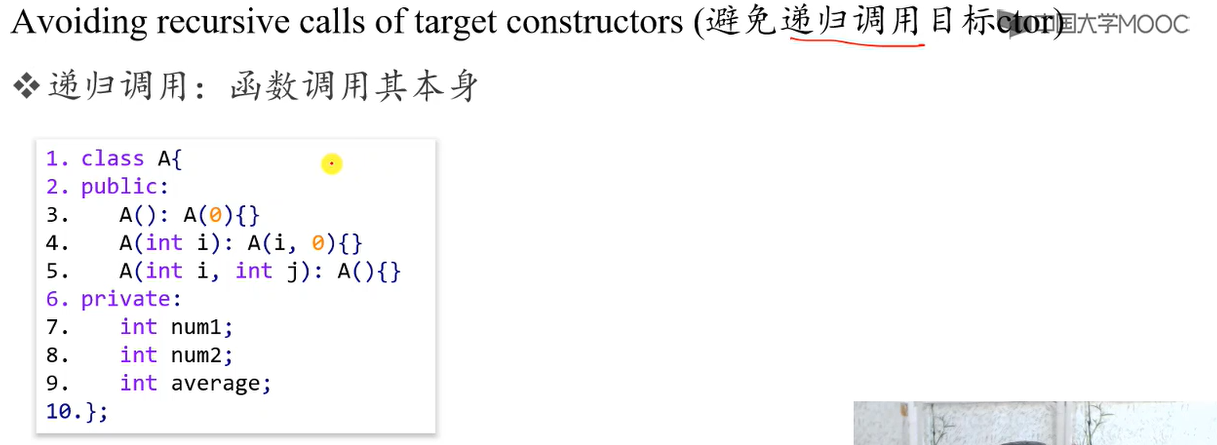 Avoiding recursive calls of target constructors (避免递归调用目标ctor)
中国大学MOOC
❖ 递归调用：函数调用其本身
1. class A{
2. public:
3.    A(): A(0){}
4.    A(int i): A(i, 0){}
5.    A(int i, int j): A(){}
6. private:
7.    int num1;
8.    int num2;
9.    int average;
10.};